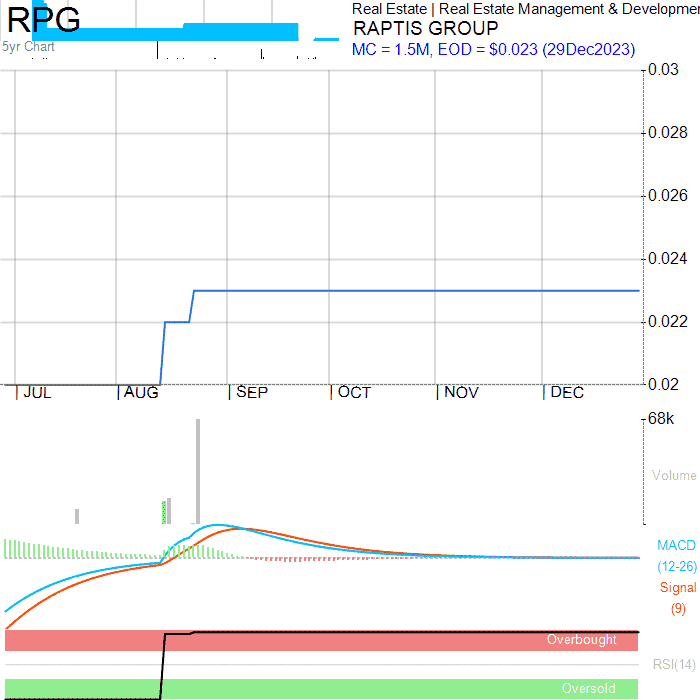 RPG
5yr Chart
Real Estate | Real Estate Management & Developmer
RAPTIS GROUP
MC = 1.5M, EOD = $0.023 (29Dec2023)
0.03
0.028
0.026
0.024
0.022
0.02
JUL
AUG
SEP
OCT
NOV
DEC
68k
Volume
MACD
(12-26)
Signal
(9)
Overbought
RSI(14)
Oversold